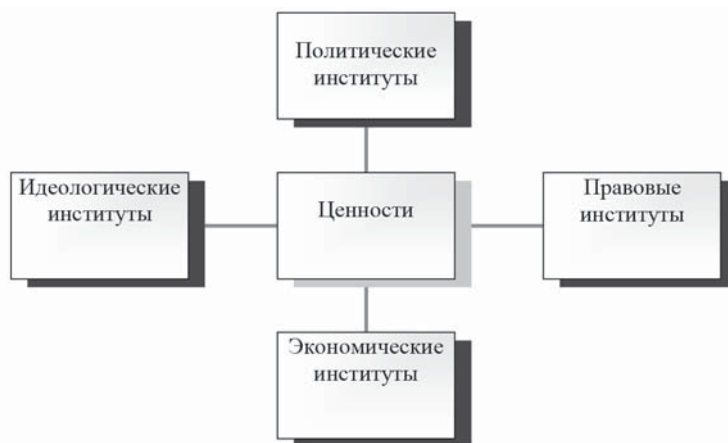 Политические
институты
Идеологические
институты
Ценности
Правовые
институты
Экономические
институты